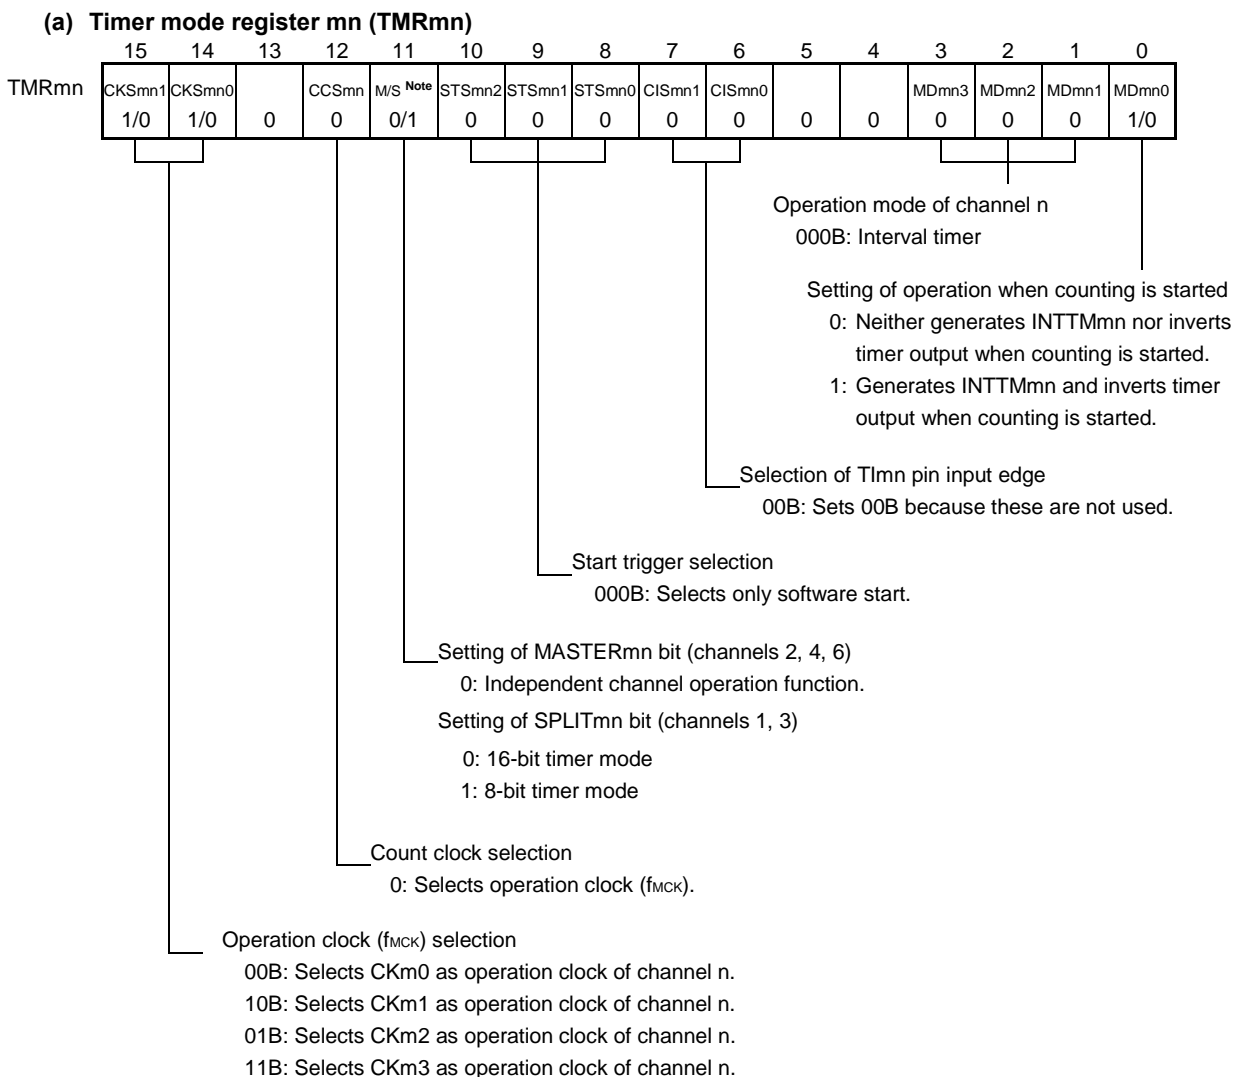 (a) Timer mode register mn (TMRmn)
15 14 13 12 11 10 9 8 7 6 5 4 3 2 1 0
TMRmn CKSmn1 CKSmn0 CCSmn M/S Note STSmn2 STSmn1 STSmn0 CISmn1 CISmn0 MDmn3 MDmn2 MDmn1 MDmn0
1/0 1/0 0 0 0/1 0 0 0 0 0 0 0 0 0 0 1/0
Operation mode of channel n
000B: Interval timer
Setting of operation when counting is started
0: Neither generates INTTMmn nor inverts
timer output when counting is started.
1: Generates INTTMmn and inverts timer
output when counting is started.
Selection of TImn pin input edge
00B: Sets 00B because these are not used.
Start trigger selection
000B: Selects only software start.
Setting of MASTERmn bit (channels 2, 4, 6)
0: Independent channel operation function.
Setting of SPLITmn bit (channels 1, 3)
0: 16-bit timer mode
1: 8-bit timer mode
Count clock selection
0: Selects operation clock (fMCK).
Operation clock (fMCK) selection
00B: Selects CKm0 as operation clock of channel n.
10B: Selects CKm1 as operation clock of channel n.
01B: Selects CKm2 as operation clock of channel n.
11B: Selects CKm3 as operation clock of channel n.